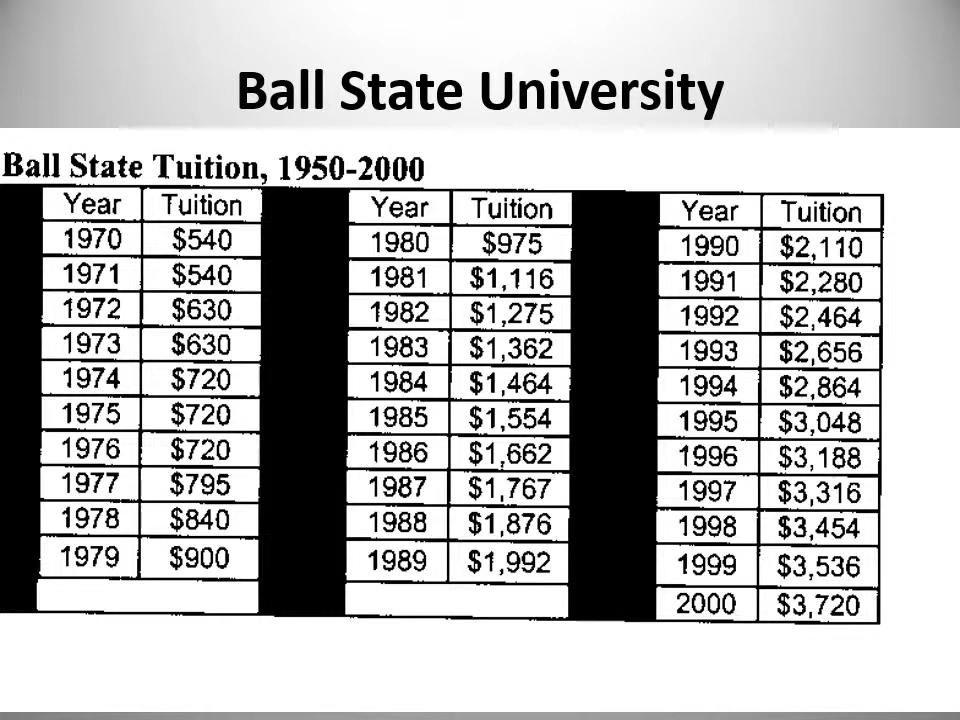 Ball State University
Ball State Tuition, 1950-2000
Year Tuition Year Tuition Year Tuition
1970 $540 1980 $975 1990 $2,110
1971 $540 1981 $1,116 1991 $2,280
1972 $630 1982 $1,275 1992 $2,464
1973 $630 1983 $1,362 1993 $2,656
1974 $720 1984 $1,464 1994 $2,864
1975 $720 1985 $1,554 1995 $3,048
1976 $720 1986 $1,662 1996 $3,188
1977 $795 1987 $1,767 1997 $3,316
1978 $840 1988 $1,876 1998 $3,454
1979 $900 1989 $1,992 1999 $3,536
2000 $3,720